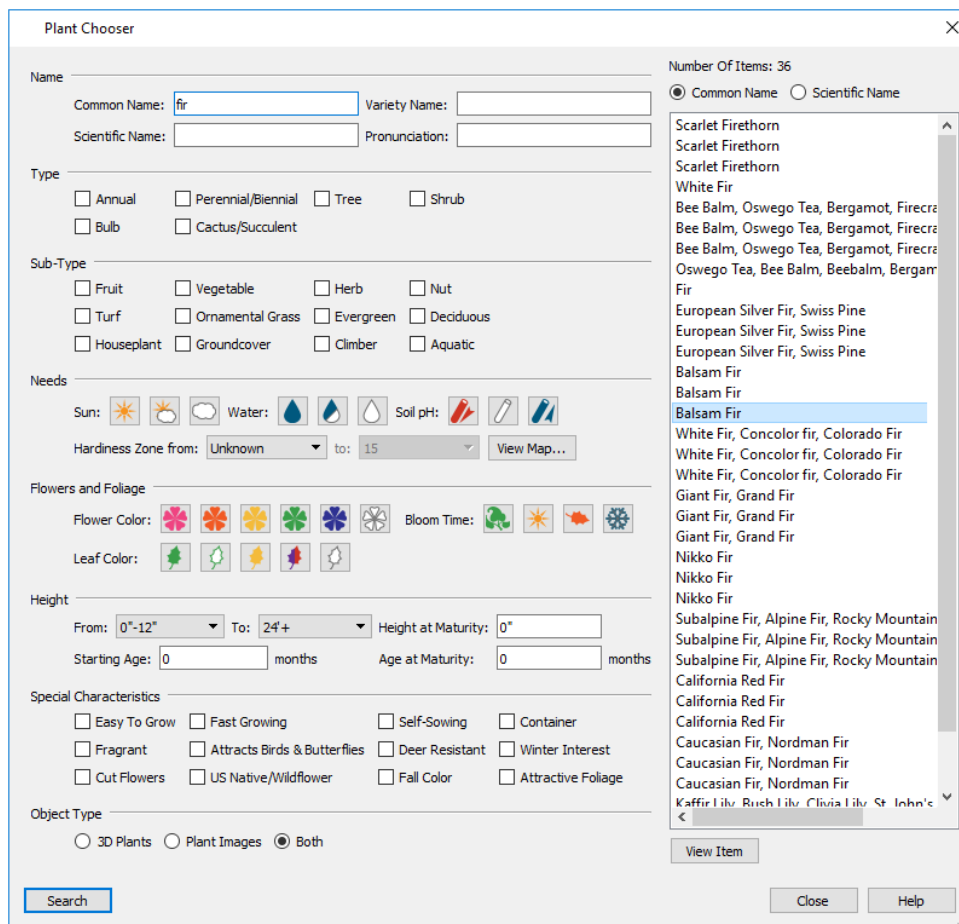 Plant Chooser
Name
Common Name: fir Variety Name:
Scientific Name: Pronunciation:
Type
Annual Perennial/Biennial Tree Shrub
Bulb Cactus/Succulent
Sub-Type
Fruit Vegetable Herb Nut
Turf Ornamental Grass Evergreen Deciduous
Houseplant Groundcover Climber Aquatic
Needs
Sun: Water: Soil pH:
Hardiness Zone from: Unknown to: 15 View Map...
Flowers and Foliage
Flower Color: Bloom Time:
Leaf Color:
Height
From: 0"-12" To: 24'+ Height at Maturity: 0"
Starting Age: 0 months Age at Maturity: 0 months
Special Characteristics
Easy To Grow Fast Growing Self-Sowing Container
Fragrant Attracts Birds & Butterflies Deer Resistant Winter Interest
Cut Flowers US Native/Wildflower Fall Color Attractive Foliage
Object Type
3D Plants Plant Images Both
Search
Number Of Items: 36
Common Name Scientific Name
Scarlet Firethorn
Scarlet Firethorn
Scarlet Firethorn
White Fir
Bee Balm, Oswego Tea, Bergamot, Firecra
Bee Balm, Oswego Tea, Bergamot, Firecra
Bee Balm, Oswego Tea, Bergamot, Firecra
Oswego Tea, Bee Balm, Beebalm, Bergam
Fir
European Silver Fir, Swiss Pine
European Silver Fir, Swiss Pine
European Silver Fir, Swiss Pine
Balsam Fir
Balsam Fir
Balsam Fir
White Fir, Concolor fir, Colorado Fir
White Fir, Concolor fir, Colorado Fir
White Fir, Concolor fir, Colorado Fir
Giant Fir, Grand Fir
Giant Fir, Grand Fir
Giant Fir, Grand Fir
Nikko Fir
Nikko Fir
Nikko Fir
Subalpine Fir, Alpine Fir, Rocky Mountain
Subalpine Fir, Alpine Fir, Rocky Mountain
Subalpine Fir, Alpine Fir, Rocky Mountain
California Red Fir
California Red Fir
California Red Fir
Caucasian Fir, Nordman Fir
Caucasian Fir, Nordman Fir
Caucasian Fir, Nordman Fir
Kaffir Lily, Bush Lily, Clivia Lily, St. John's
View Item
Close Help